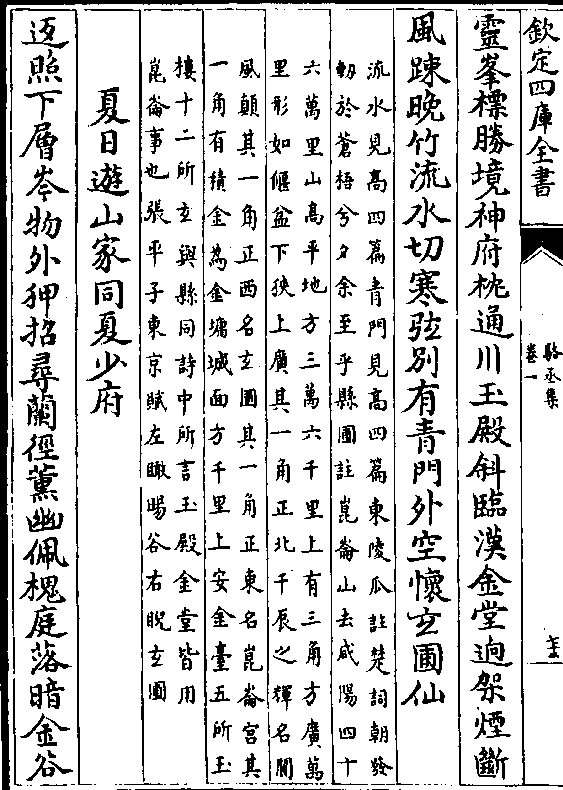 欽定四庫全書
駱丞集
卷一
靈峯標勝境神府枕通川玉殿斜臨漢金堂迥架煙斷
風踈晚竹流水切寒弦别有青門外空懷玄圃仙
流水見高四篇青門見高四篇東陵瓜註楚詞朝發
軔於蒼梧兮夕余至乎縣圃註崑崙山去咸陽四十
六萬里山高平地方三萬六千里上有三角方廣萬
里形如偃盆下狹上廣其一角正北千辰之輝名閬
風顛其一角正西名玄圃其一角正東名崑崙宮其
一角有積金為金墉城面方千里上安金臺五所玉
樓十二所玄與縣同詩中所言玉殿金堂皆用
崑崙事也張平子東京賦左瞰暘谷右睨玄圃
夏日遊山家同夏少府
返照下層岑物外狎招尋蘭徑薰幽佩槐庭落暗金谷